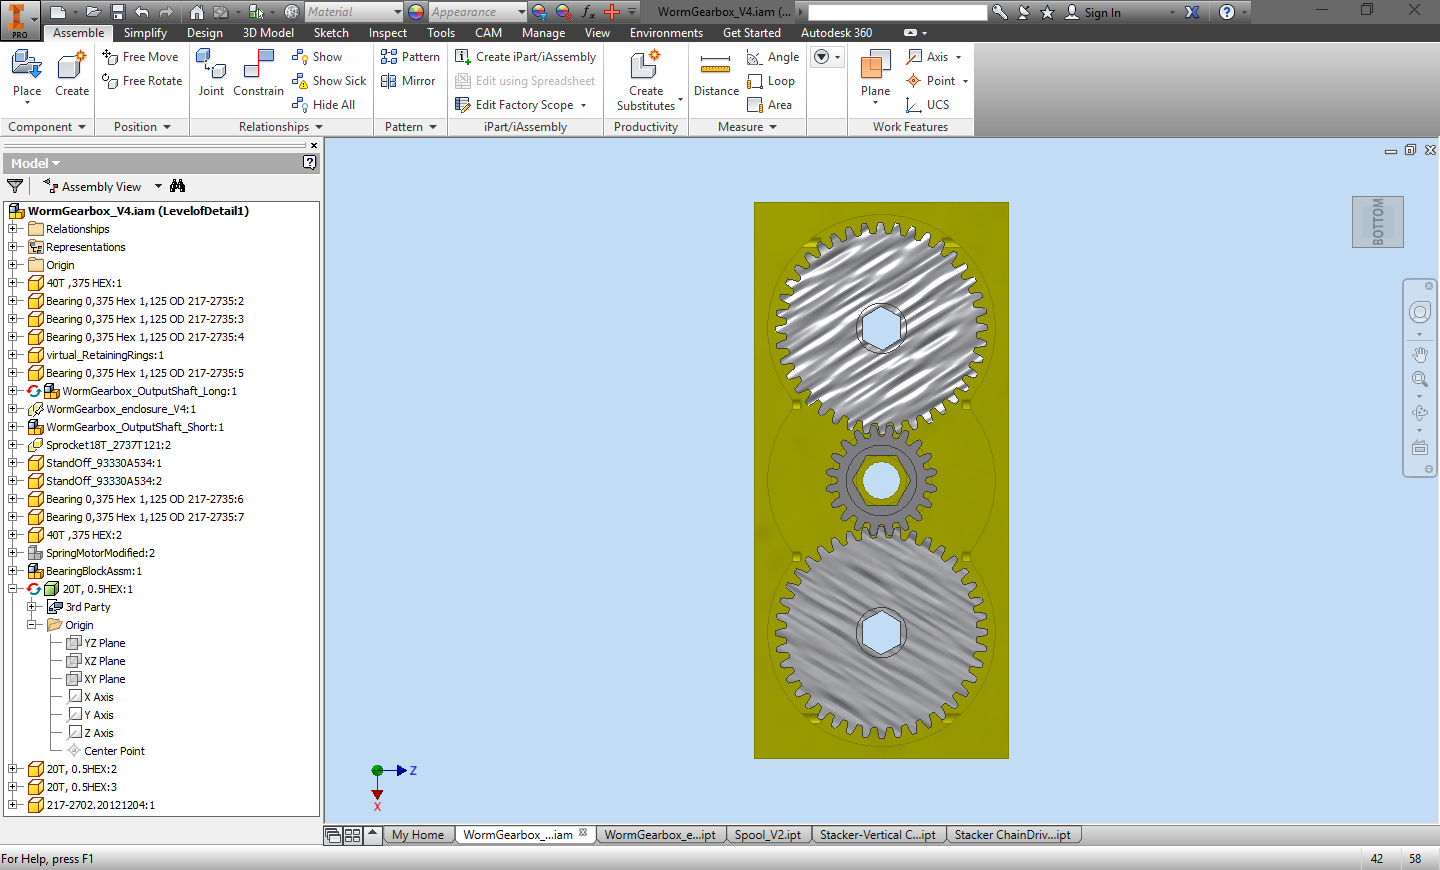 Material
Appearance
fx
WormGearbox_V4.iam (...
Sign In
PRO
Assemble
Simplify
Design
3D Model
Sketch
Inspect
Tools
CAM
Manage
View
Environments
Get Started
Autodesk 360
Place
Create
Free Move
Free Rotate
Joint
Constrain
Show
Show Sick
Hide All
Pattern
Mirror
Create iPart/iAssembly
Edit using Spreadsheet
Edit Factory Scope
Create
Substitutes
Distance
Angle
Loop
Area
Plane
Axis
Point
UCS
Component
Position
Relationships
Pattern
iPart/iAssembly
Productivity
Measure
Work Features
Model
Assembly View
WormGearbox_V4.iam (LevelofDetail1)
Relationships
Representations
Origin
40T ,375 HEX:1
Bearing 0,375 Hex 1,125 OD 217-2735:2
Bearing 0,375 Hex 1,125 OD 217-2735:3
Bearing 0,375 Hex 1,125 OD 217-2735:4
virtual_RetainingRings:1
Bearing 0,375 Hex 1,125 OD 217-2735:5
WormGearbox_OutputShaft_Long:1
WormGearbox_enclosure_V4:1
WormGearbox_OutputShaft_Short:1
Sprocket18T_2737T121:2
StandOff_93330A534:1
StandOff_93330A534:2
Bearing 0,375 Hex 1,125 OD 217-2735:6
Bearing 0,375 Hex 1,125 OD 217-2735:7
40T ,375 HEX:2
SpringMotorModified:2
BearingBlockAssm:1
20T, 0.5HEX:1
3rd Party
Origin
YZ Plane
XZ Plane
XY Plane
X Axis
Y Axis
Z Axis
Center Point
20T, 0.5HEX:2
20T, 0.5HEX:3
217-2702.20121204:1
BOTTOM
Z
X
My Home
WormGearbox_...iam
WormGearbox_e...ipt
Spool_V2.ipt
Stacker-Vertical C...ipt
Stacker ChainDriv...ipt
For Help, press F1
42
58